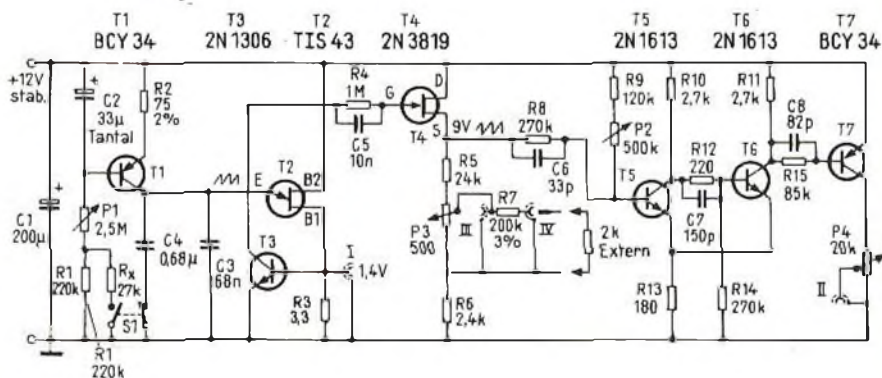 T1 T3 T2 T4 T5 T6 T7
BCY 34 2N 1306 TIS 43 2N 3819 2N 1613 2N 1613 BCY 34
+12V
stab.
C2
33µ
Tantal
R2
75
2%
R4
1M
G
D
C5
10n
T4
S
9V
R8
270k
C6
33p
R9
120k
P2
500k
R10
2,7k
R11
2,7k
C8
82p
T7
R15
85k
T1
E
T2
B2
B1
R5
24k
T5
R12
220
C7
150p
T6
C1
200µ
P1
2,5M
C4
0,68µ
C3
68n
T3
I
1,4V
P3
500
III
R7
200k
3%
IV
2k
Extern
P4
20k
II
R1
220k
Rx
27k
S1
R3
3,3
R6
2,4k
R13
180
R14
270k
R1
220k